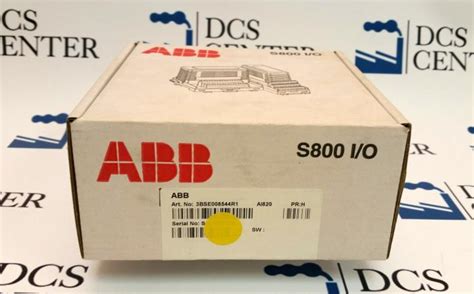 DCS
CENTER
DCS
CENTER
ABB
S800 I/O
ABB
S800 I/O
ABB
Art. No: 3BSE008544R1 AI820 PR:H
Serial No: S
SW :
DCS
DCS